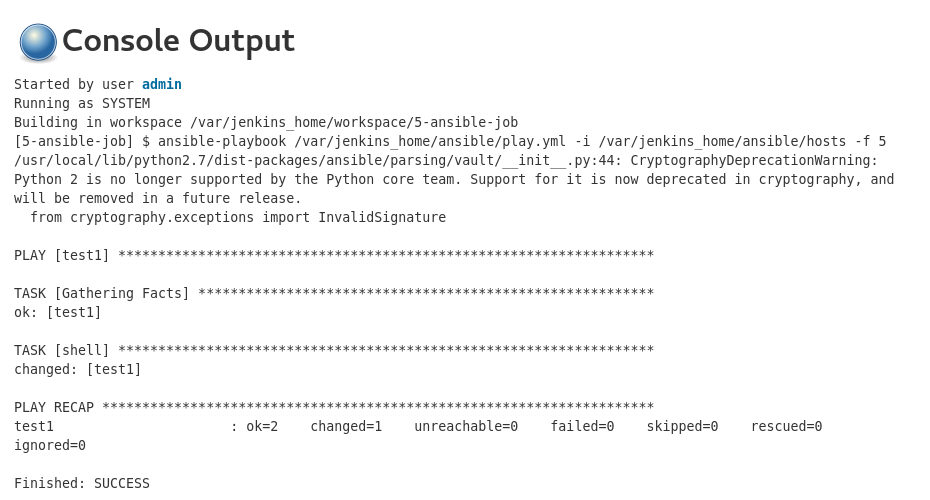 Console Output
Started by user admin
Running as SYSTEM
Building in workspace /var/jenkins_home/workspace/5-ansible-job
[5-ansible-job] $ ansible-playbook /var/jenkins_home/ansible/play.yml -i /var/jenkins_home/ansible/hosts -f 5
/usr/local/lib/python2.7/dist-packages/ansible/parsing/vault/__init__.py:44: CryptographyDeprecationWarning:
Python 2 is no longer supported by the Python core team. Support for it is now deprecated in cryptography, and
will be removed in a future release.
  from cryptography.exceptions import InvalidSignature

PLAY [test1] *******************************************************************

TASK [Gathering Facts] *********************************************************
ok: [test1]

TASK [shell] *******************************************************************
changed: [test1]

PLAY RECAP *********************************************************************
test1                      : ok=2    changed=1    unreachable=0    failed=0    skipped=0    rescued=0
ignored=0

Finished: SUCCESS